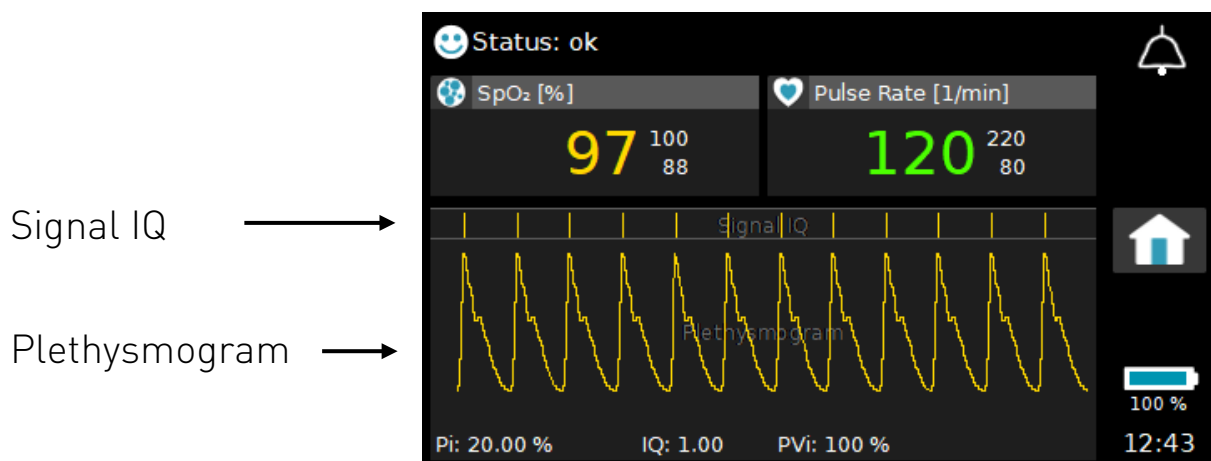 Status: ok
SpO₂ [%]
Pulse Rate [1/min]
97
100
88
120
220
80
Signal IQ
Signal IQ
Plethysmogram
Plethysmogram
100 %
Pi: 20.00 %
IQ: 1.00
PVi: 100 %
12:43